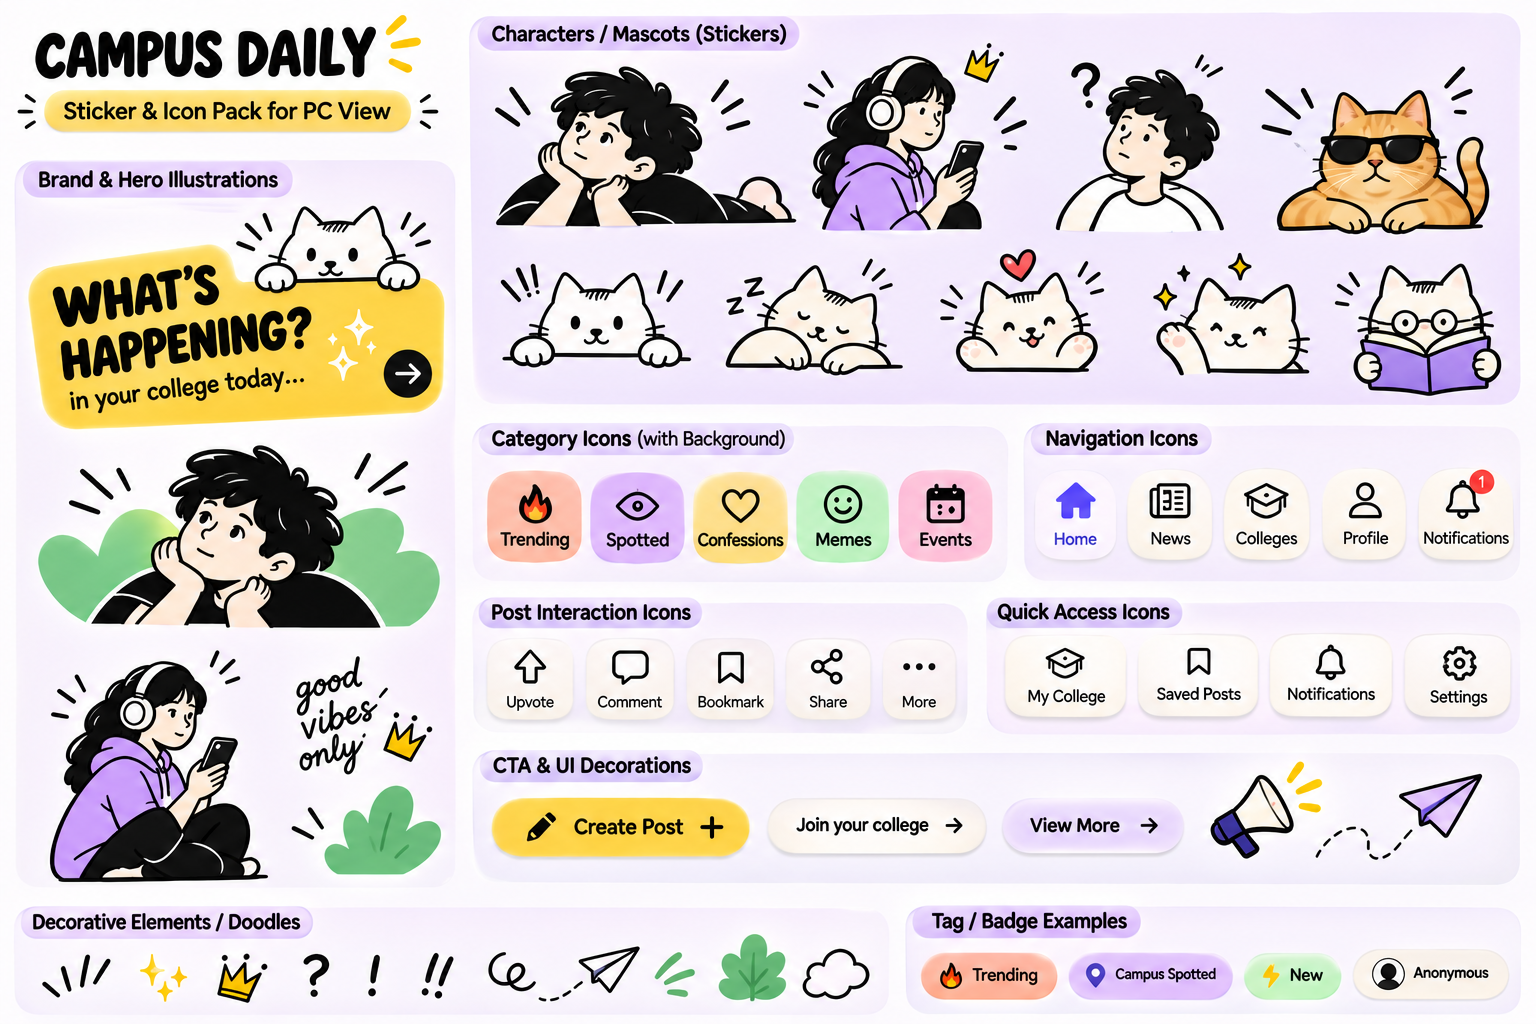 CAMPUS DAILY
Sticker & Icon Pack for PC View
Brand & Hero Illustrations
WHAT'S
HAPPENING?
in your college today...
good
vibes
only
Characters / Mascots (Stickers)
?
!!
zzz
Category Icons (with Background)
Trending
Spotted
Confessions
Memes
Events
Navigation Icons
Home
News
Colleges
Profile
1
Notifications
Post Interaction Icons
Upvote
Comment
Bookmark
Share
More
Quick Access Icons
My College
Saved Posts
Notifications
Settings
CTA & UI Decorations
Create Post +
Join your college →
View More →
Decorative Elements / Doodles
? ! !!
Tag / Badge Examples
Trending
Campus Spotted
New
Anonymous